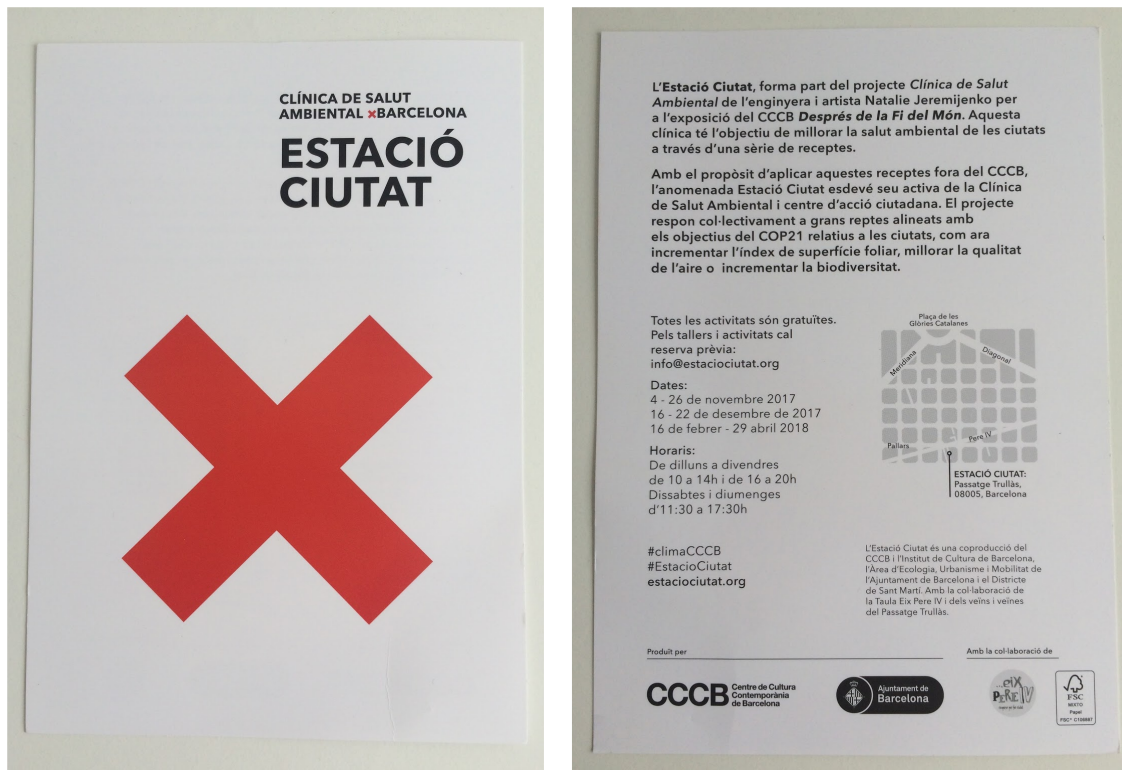 CLÍNICA DE SALUT
AMBIENTAL ×BARCELONA
ESTACIÓ
CIUTAT
L'Estació Ciutat, forma part del projecte Clínica de Salut
Ambiental de l'enginyera i artista Natalie Jeremijenko per
a l'exposició del CCCB Després de la Fi del Món. Aquesta
clínica té l'objectiu de millorar la salut ambiental de les ciutats
a través d'una sèrie de receptes.
Amb el propòsit d'aplicar aquestes receptes fora del CCCB,
l'anomenada Estació Ciutat esdevé seu activa de la Clínica
de Salut Ambiental i centre d'acció ciutadana. El projecte
respon col·lectivament a grans reptes alineats amb
els objectius del COP21 relatius a les ciutats, com ara
incrementar l'índex de superfície foliar, millorar la qualitat
de l'aire o incrementar la biodiversitat.
Totes les activitats són gratuïtes.
Pels tallers i activitats cal
reserva prèvia:
info@estaciociutat.org
Dates:
4 - 26 de novembre 2017
16 - 22 de desembre de 2017
16 de febrer - 29 abril 2018
Horaris:
De dilluns a divendres
de 10 a 14h i de 16 a 20h
Dissabtes i diumenges
d'11:30 a 17:30h
Plaça de les
Glòries Catalanes
Meridiana
Diagonal
Pallars
Pere IV
ESTACIÓ CIUTAT:
Passatge Trullàs,
08005, Barcelona
#climaCCCB
#EstacioCiutat
estaciociutat.org
L'Estació Ciutat és una coproducció del
CCCB i l'Institut de Cultura de Barcelona,
l'Àrea d'Ecologia, Urbanisme i Mobilitat de
l'Ajuntament de Barcelona i el Districte
de Sant Martí. Amb la col·laboració de
la Taula Eix Pere IV i dels veïns i veïnes
del Passatge Trullàs.
Produït per
Amb la col·laboració de
CCCB Centre de Cultura
Contemporània
de Barcelona
Ajuntament de
Barcelona
eix
PERE IV
FSC
MIXTO
Papel
FSC® C108887